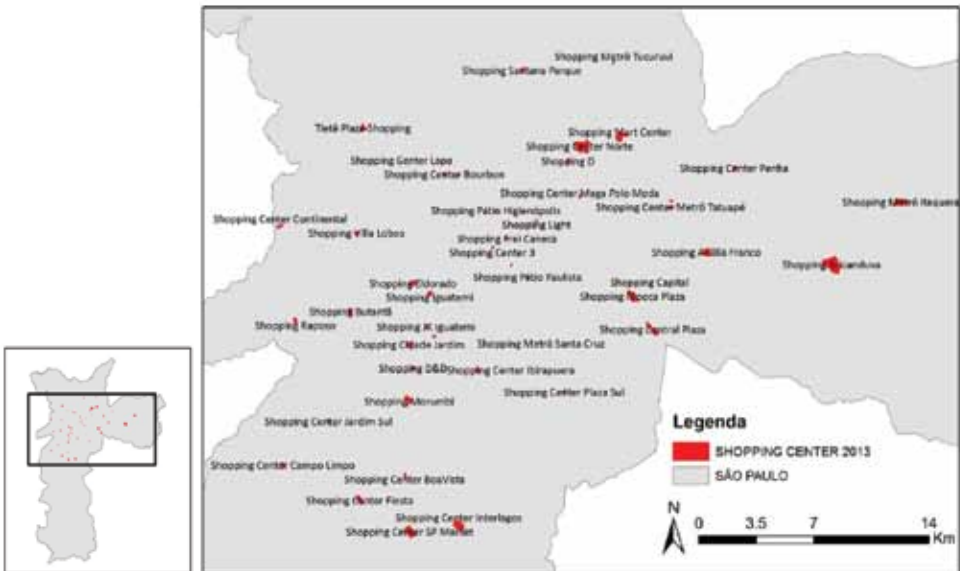 Shopping Metrô Tucuruvi
Shopping Santana Parque
Tietê Plaza Shopping
Shopping Mart Center
Shopping Center Norte
Shopping D
Shopping Center Lapa
Shopping Center Bourbon
Shopping Center Penha
Shopping Center Mega Polo Moda
Shopping Center Metrô Tatuapé
Shopping Metrô Itaquera
Shopping Pátio Higienópolis
Shopping Center Continental
Shopping Light
Shopping Villa Lobos
Shopping Frei Caneca
Shopping Center 3
Shopping Anália Franco
Shopping Aricanduva
Shopping Pátio Paulista
Shopping Eldorado
Shopping Capital
Shopping Iguatemi
Shopping Mooca Plaza
Shopping Butantã
Shopping Raposo
Shopping JK Iguatemi
Shopping Central Plaza
Shopping Cidade Jardim
Shopping Metrô Santa Cruz
Shopping D&D
Shopping Center Ibirapuera
Shopping Center Plaza Sul
Shopping Morumbi
Shopping Center Jardim Sul
Shopping Center Campo Limpo
Shopping Center BoaVista
Shopping Center Fiesta
Shopping Center Interlagos
Shopping Center SP Market
Legenda
SHOPPING CENTER 2013
SÃO PAULO
N
0 3.5 7 14
Km